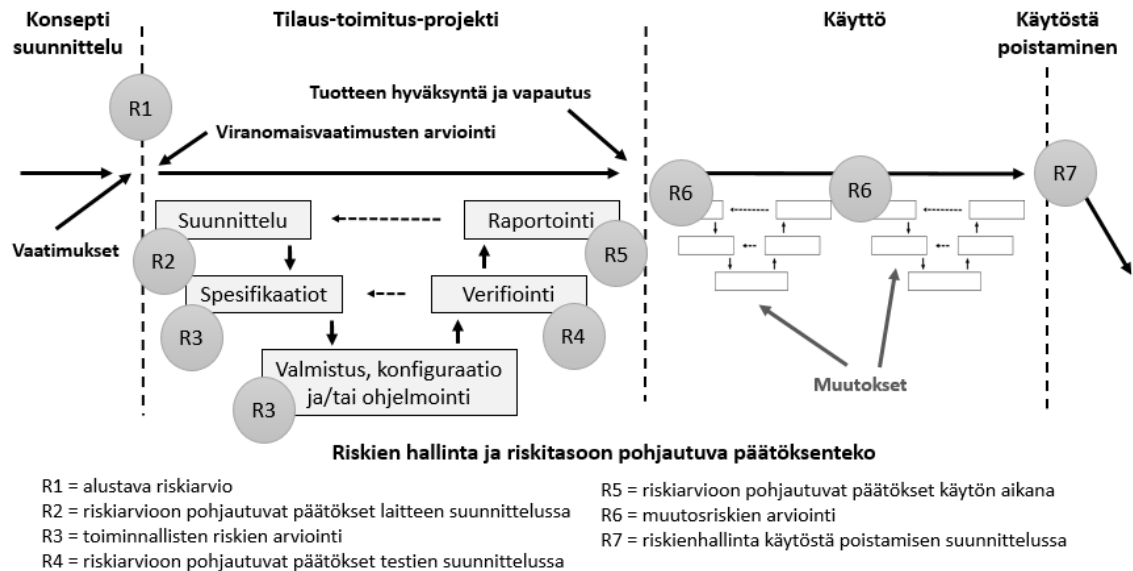 Konsepti
suunnittelu
Tilaus-toimitus-projekti
Käyttö
Käytöstä
poistaminen
R1
Tuotteen hyväksyntä ja vapautus
Viranomaisvaatimusten arviointi
Vaatimukset
R6
R6
R7
Suunnittelu
Raportointi
R2
R5
Spesifikaatiot
Verifiointi
R3
R4
Valmistus, konfiguraatio
ja/tai ohjelmointi
R3
Muutokset
Riskien hallinta ja riskitasoon pohjautuva päätöksenteko
R1 = alustava riskiarvio
R2 = riskiarvioon pohjautuvat päätökset laitteen suunnittelussa
R3 = toiminnallisten riskien arviointi
R4 = riskiarvioon pohjautuvat päätökset testien suunnittelussa
R5 = riskiarvioon pohjautuvat päätökset käytön aikana
R6 = muutosriskien arviointi
R7 = riskienhallinta käytöstä poistamisen suunnittelussa